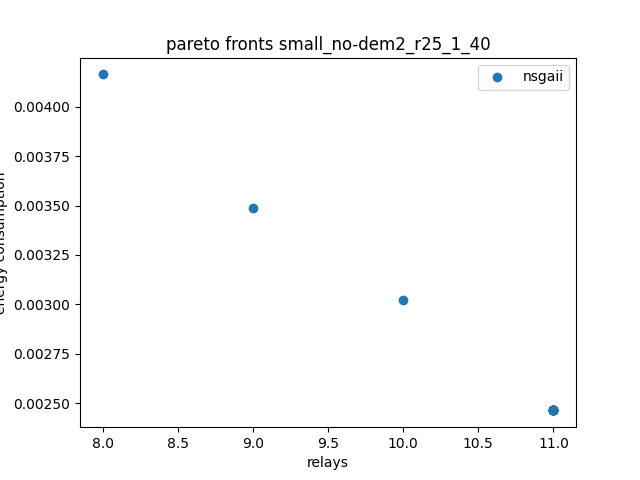 pareto fronts small_no-dem2_r25_1_40
nsgaii
0.00400
0.00375
0.00350
0.00325
0.00300
0.00275
0.00250
energy consumption
8.0 8.5 9.0 9.5 10.0 10.5 11.0
relays